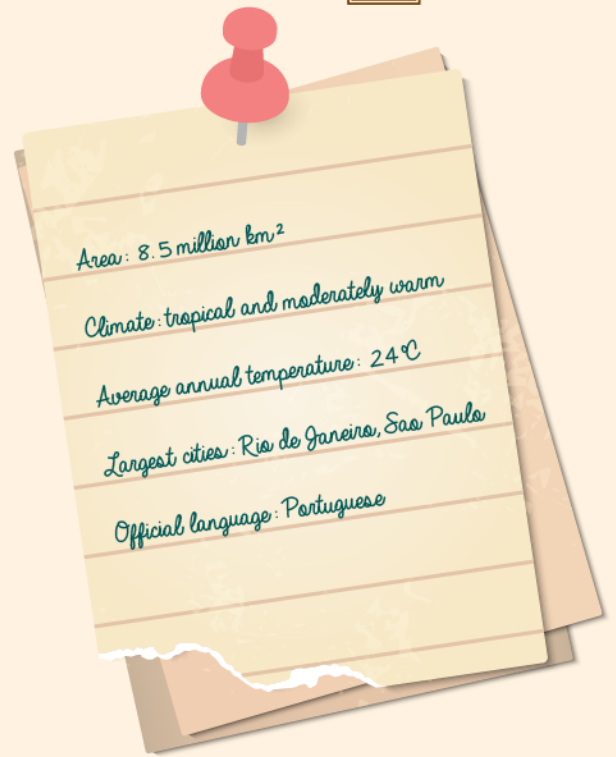 Area: 8.5 million km²
Climate: tropical and moderately warm
Average annual temperature: 24°C
Largest cities: Rio de Janeiro, Sao Paulo
Official language: Portuguese